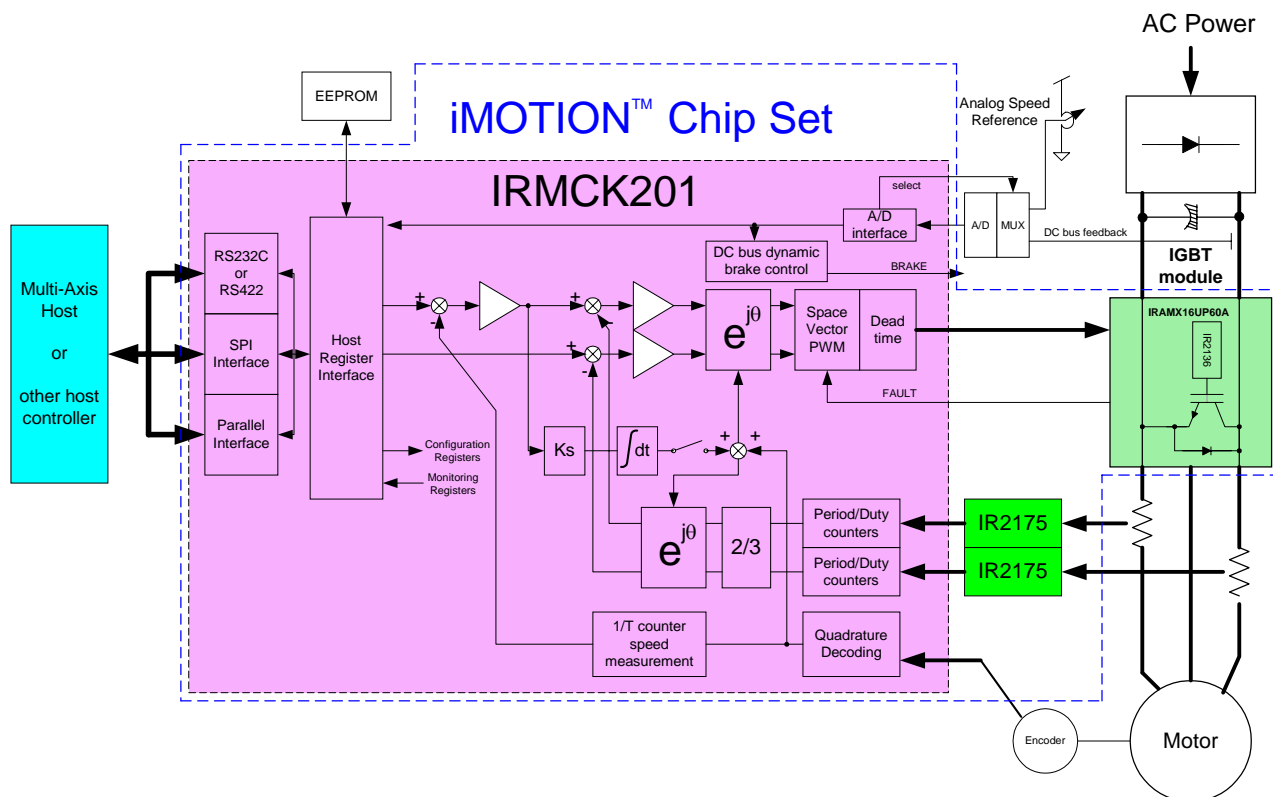 AC Power
EEPROM
iMOTION™ Chip Set
Analog Speed
Reference
IRMCK201
select
A/D
interface
A/D
MUX
DC bus feedback
DC bus dynamic
brake control
BRAKE
IGBT
module
RS232C
or
RS422
SPI
Interface
Parallel
Interface
Multi-Axis
Host
or
other host
controller
Host
Register
Interface
+
-
+
-
+
-
e^jθ
Space
Vector
PWM
Dead
time
IRAMX16UP60A
IR2136
FAULT
Configuration
Registers
Monitoring
Registers
Ks
∫dt
+
+
e^jθ
2/3
Period/Duty
counters
Period/Duty
counters
IR2175
IR2175
1/T counter
speed
measurement
Quadrature
Decoding
Encoder
Motor